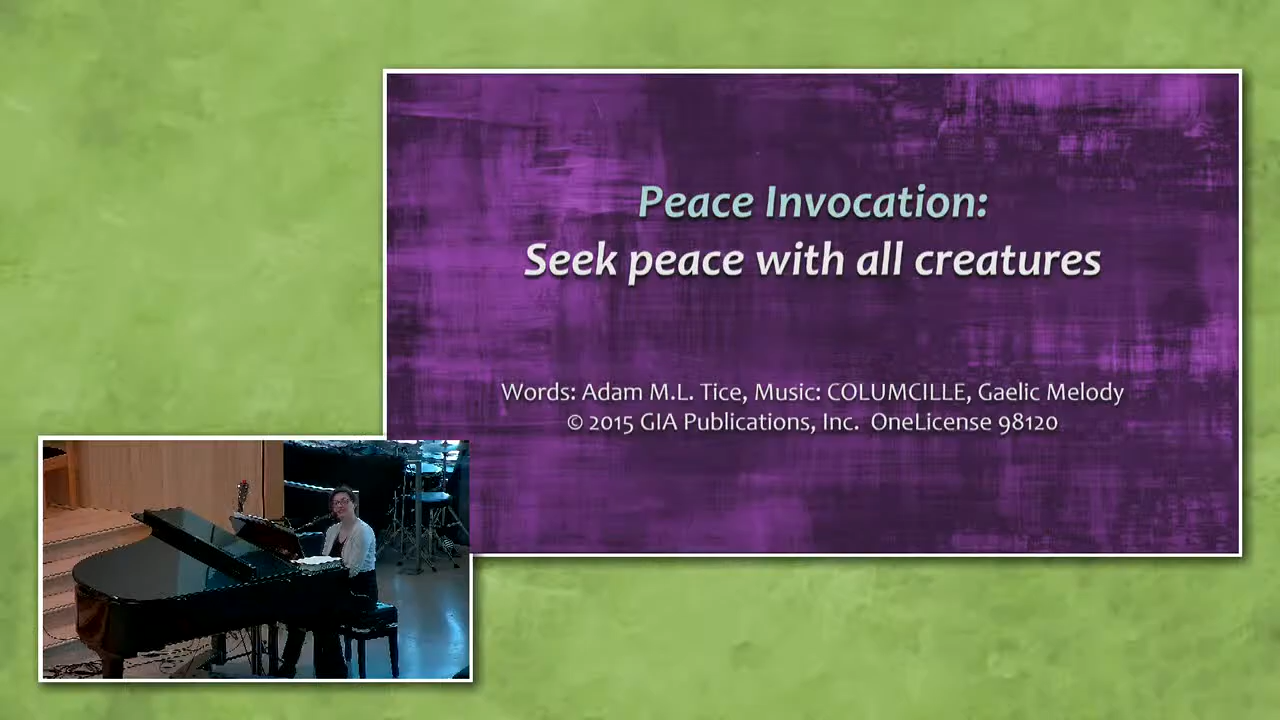 Peace Invocation:
Seek peace with all creatures
Words: Adam M.L. Tice, Music: COLUMCILLE, Gaelic Melody
© 2015 GIA Publications, Inc.  OneLicense 98120